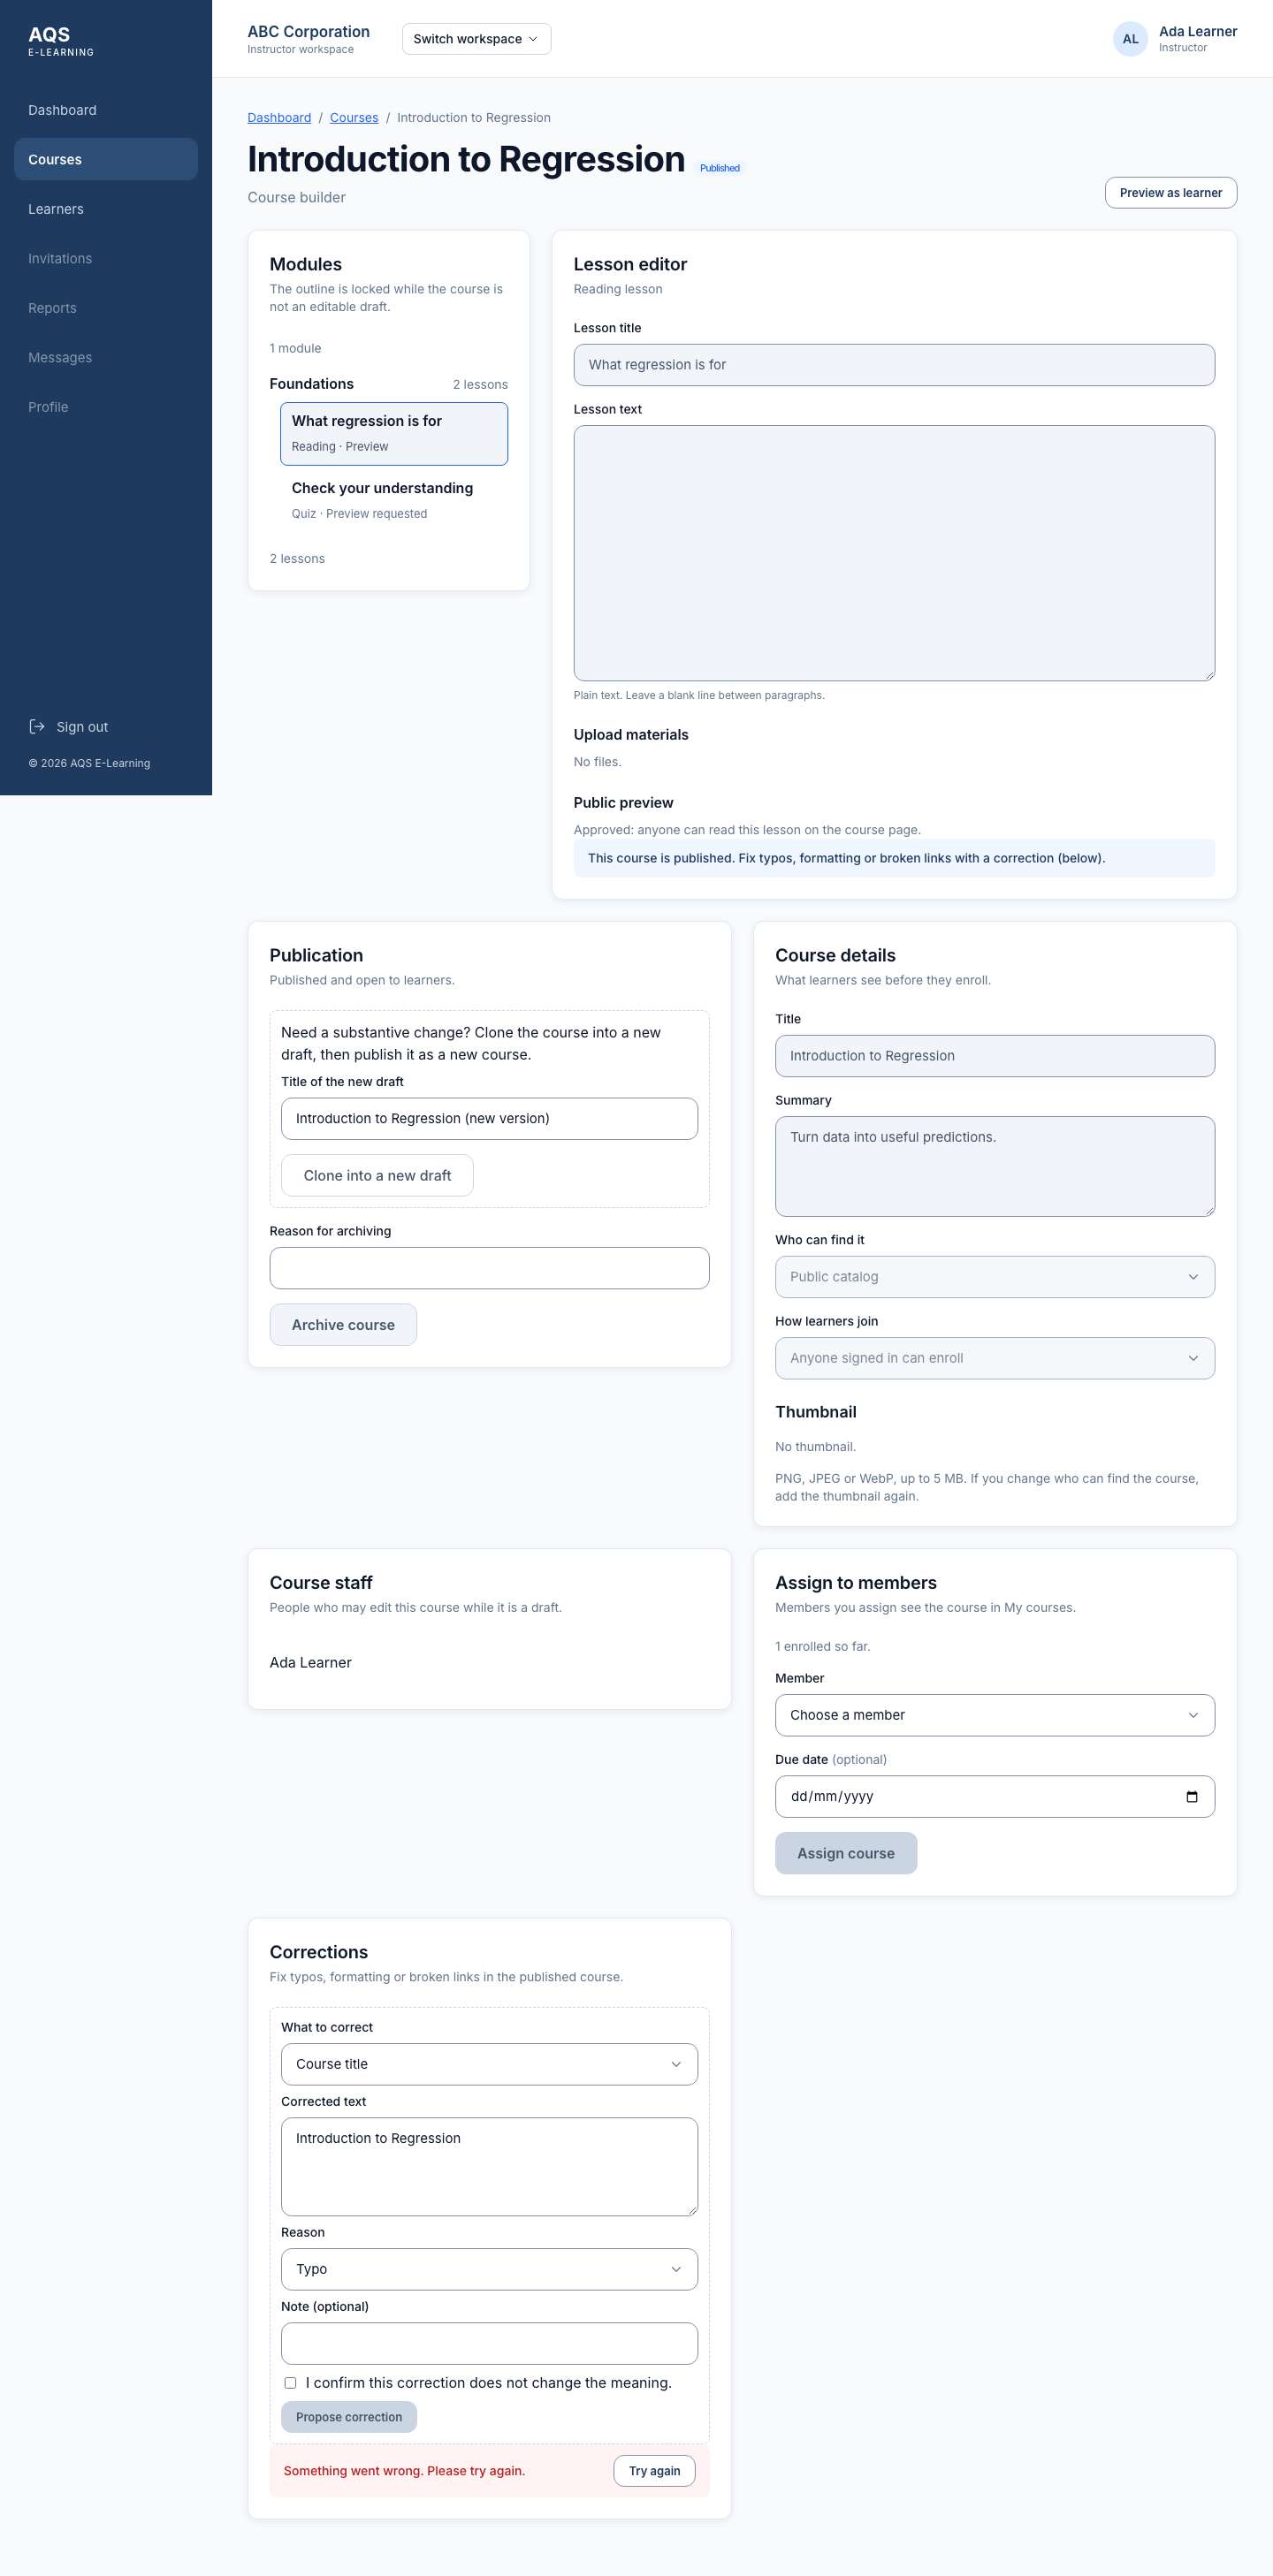 AQS
E-LEARNING
Dashboard
Courses
Learners
Invitations
Reports
Messages
Profile
Sign out
© 2026 AQS E-Learning
ABC Corporation
Instructor workspace
Switch workspace
AL
Ada Learner
Instructor
Dashboard / Courses / Introduction to Regression
Introduction to Regression Published
Course builder
Preview as learner
Modules
The outline is locked while the course is
not an editable draft.
1 module
Foundations 2 lessons
What regression is for
Reading · Preview
Check your understanding
Quiz · Preview requested
2 lessons
Lesson editor
Reading lesson
Lesson title
What regression is for
Lesson text
Plain text. Leave a blank line between paragraphs.
Upload materials
No files.
Public preview
Approved: anyone can read this lesson on the course page.
This course is published. Fix typos, formatting or broken links with a correction (below).
Publication
Published and open to learners.
Need a substantive change? Clone the course into a new
draft, then publish it as a new course.
Title of the new draft
Introduction to Regression (new version)
Clone into a new draft
Reason for archiving
Archive course
Course details
What learners see before they enroll.
Title
Introduction to Regression
Summary
Turn data into useful predictions.
Who can find it
Public catalog
How learners join
Anyone signed in can enroll
Thumbnail
No thumbnail.
PNG, JPEG or WebP, up to 5 MB. If you change who can find the course,
add the thumbnail again.
Course staff
People who may edit this course while it is a draft.
Ada Learner
Assign to members
Members you assign see the course in My courses.
1 enrolled so far.
Member
Choose a member
Due date (optional)
dd/mm/yyyy
Assign course
Corrections
Fix typos, formatting or broken links in the published course.
What to correct
Course title
Corrected text
Introduction to Regression
Reason
Typo
Note (optional)
I confirm this correction does not change the meaning.
Propose correction
Something went wrong. Please try again.
Try again